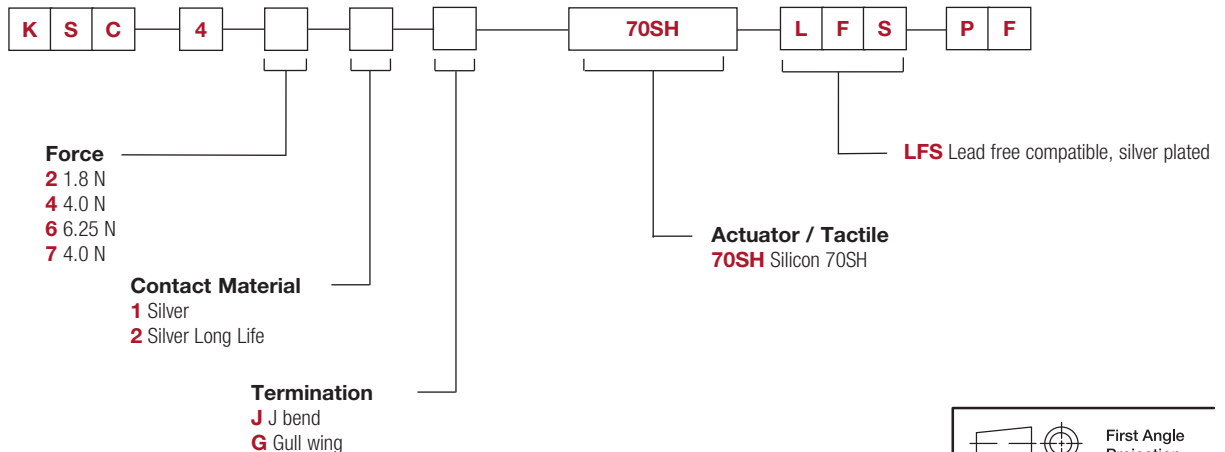 K S C 4 70SH L F S P F
Force
2 1.8 N
4 4.0 N
6 6.25 N
7 4.0 N
LFS Lead free compatible, silver plated
Actuator / Tactile
70SH Silicon 70SH
Contact Material
1 Silver
2 Silver Long Life
Termination
J J bend
G Gull wing
First Angle
Projection